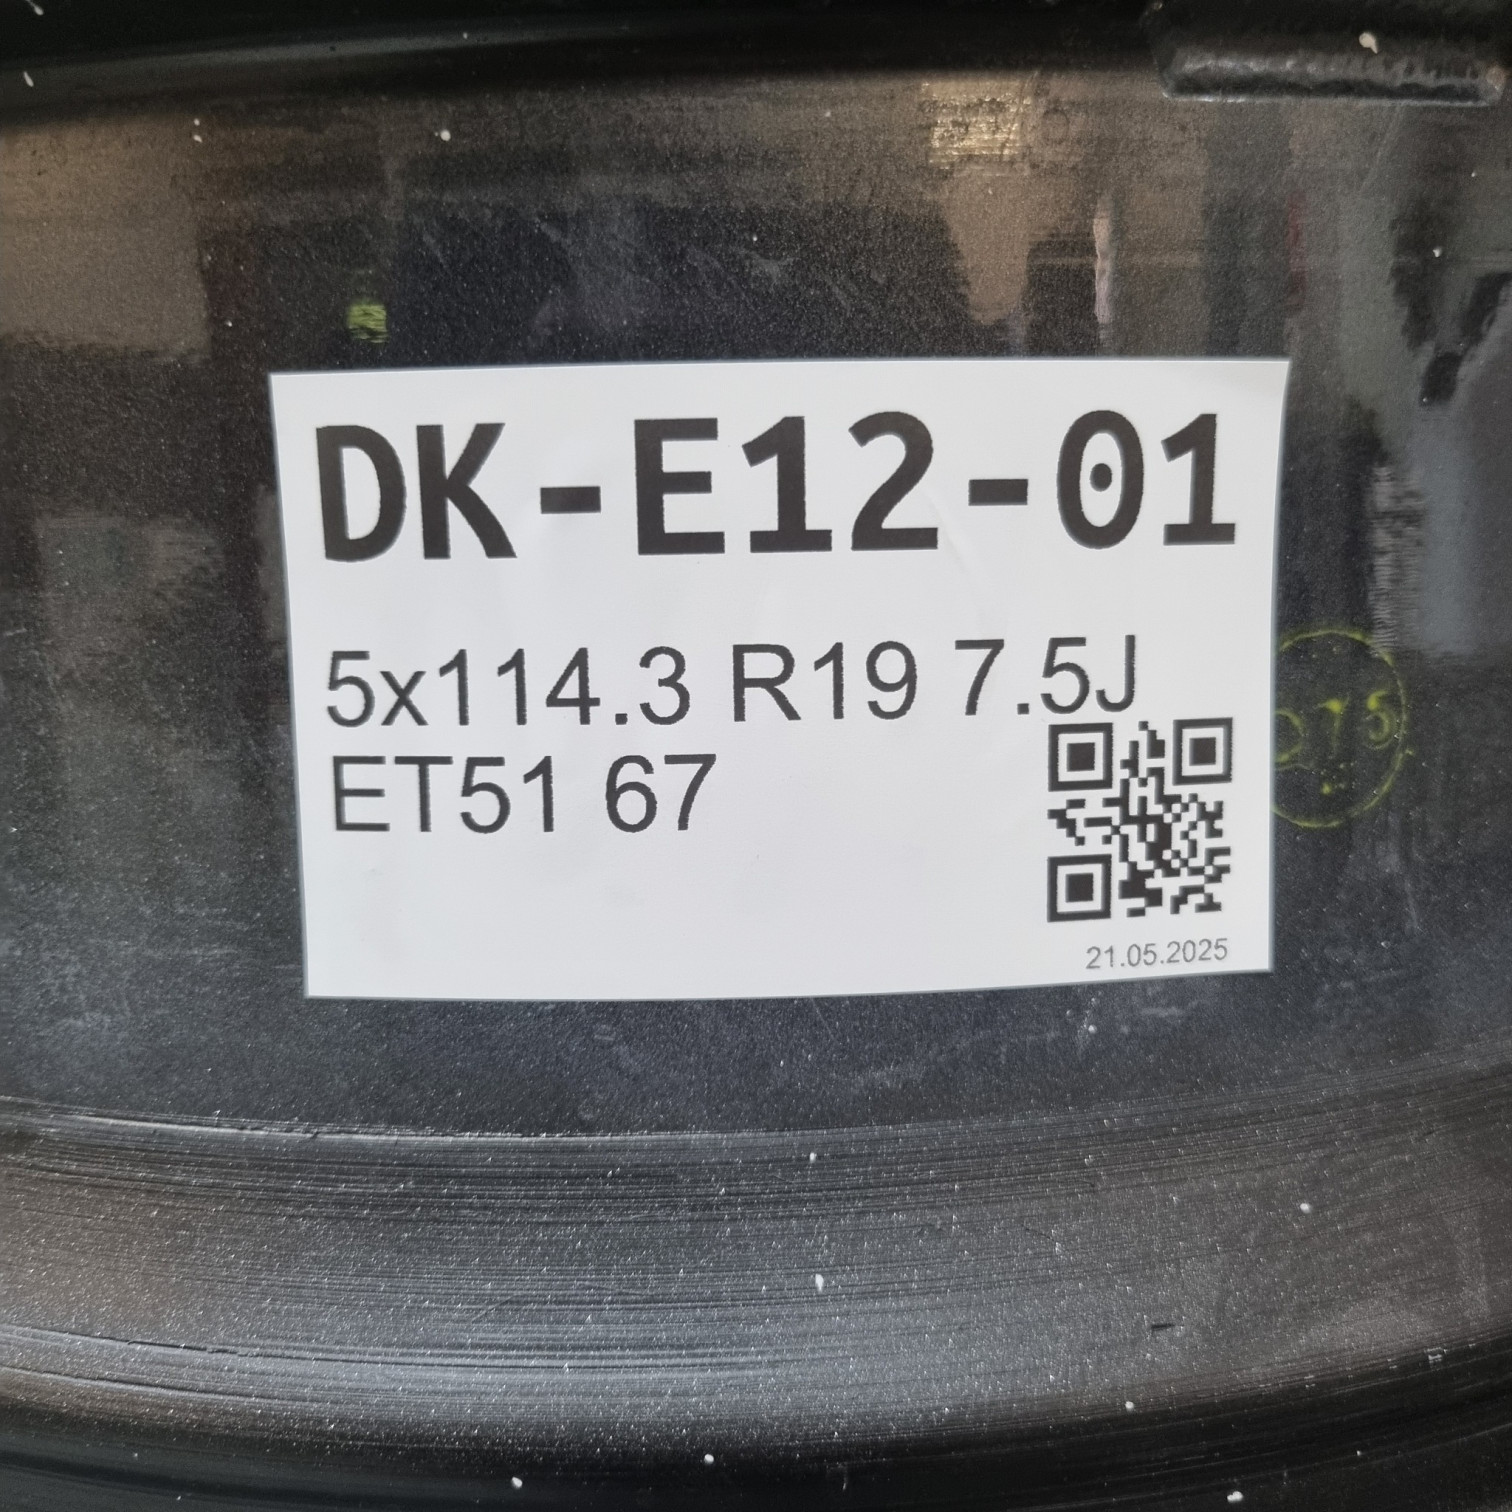 DK-E12-01
5x114.3 R19 7.5J
ET51 67
21.05.2025